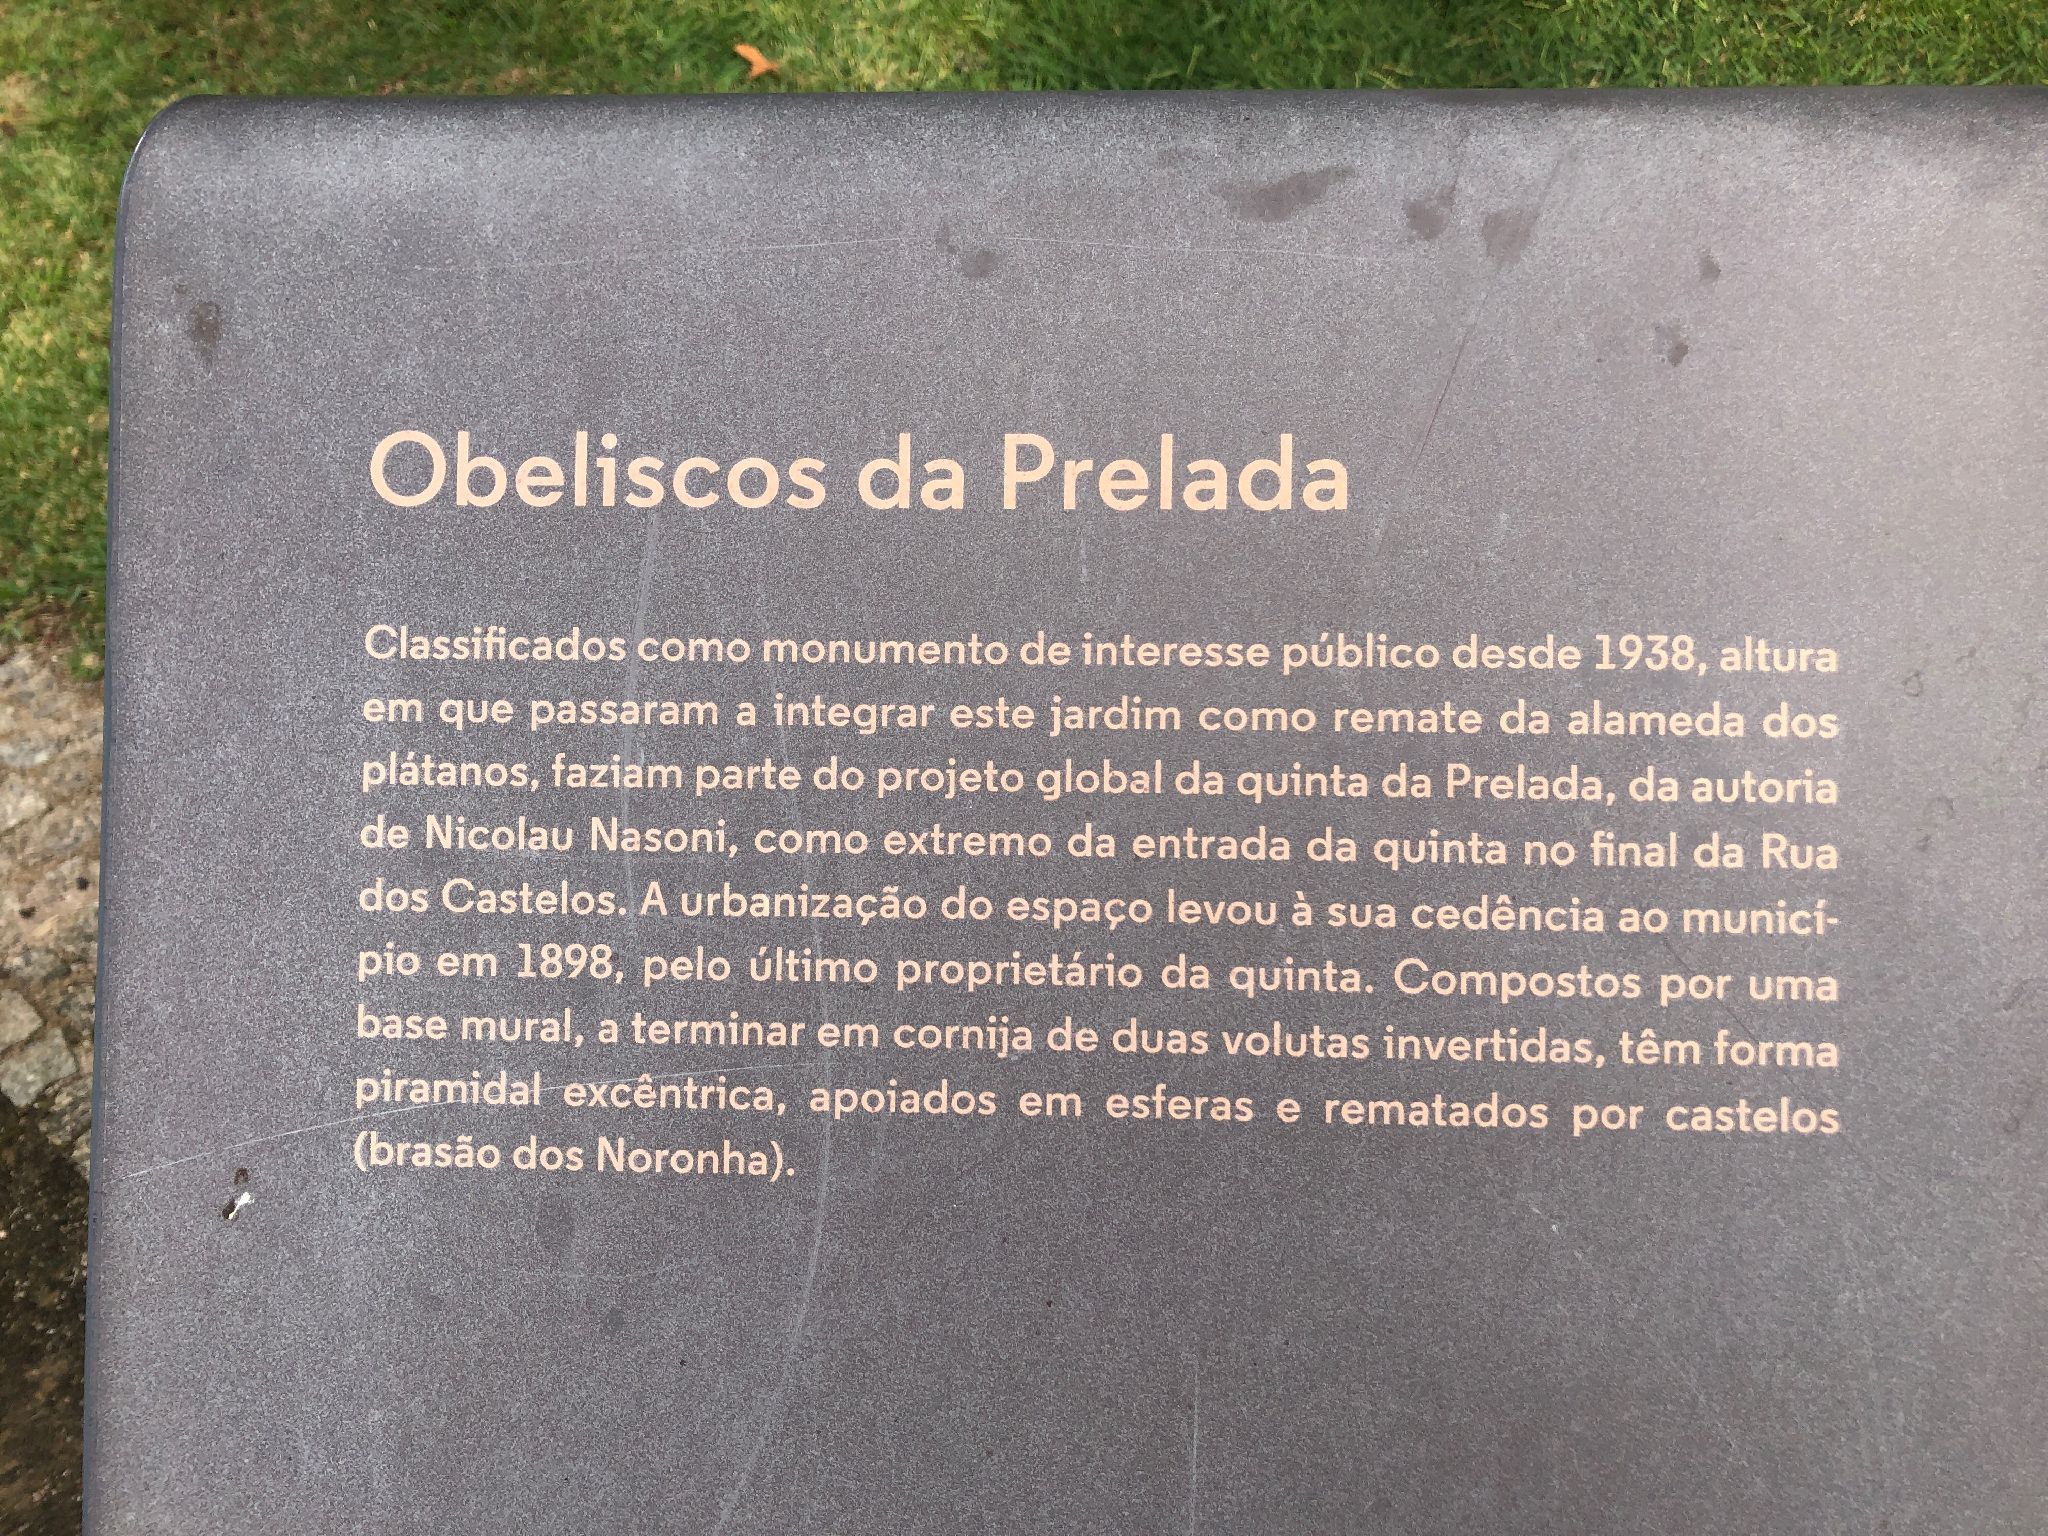 Obeliscos da Prelada
Classificados como monumento de interesse público desde 1938, altura
em que passaram a integrar este jardim como remate da alameda dos
plátanos, faziam parte do projeto global da quinta da Prelada, da autoria
de Nicolau Nasoni, como extremo da entrada da quinta no final da Rua
dos Castelos. A urbanização do espaço levou à sua cedência ao municí-
pio em 1898, pelo último proprietário da quinta. Compostos por uma
base mural, a terminar em cornija de duas volutas invertidas, têm forma
piramidal excêntrica, apoiados em esferas e rematados por castelos
(brasão dos Noronha).